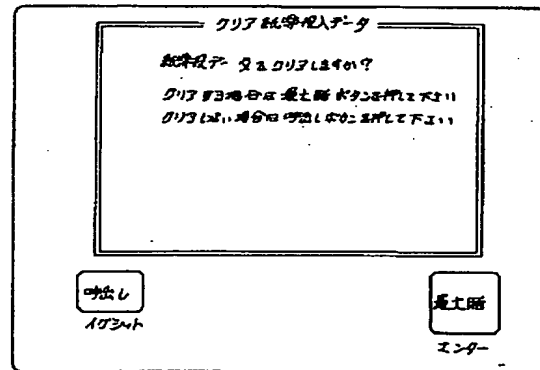 クリア 紙幣投入データ
紙幣投データをクリアしますか?
クリアする場合は最大賭ボタンを押して下さい
クリアしない場合は呼出しボタンを押して下さい
呼出し
イグジット
最大賭
エンター